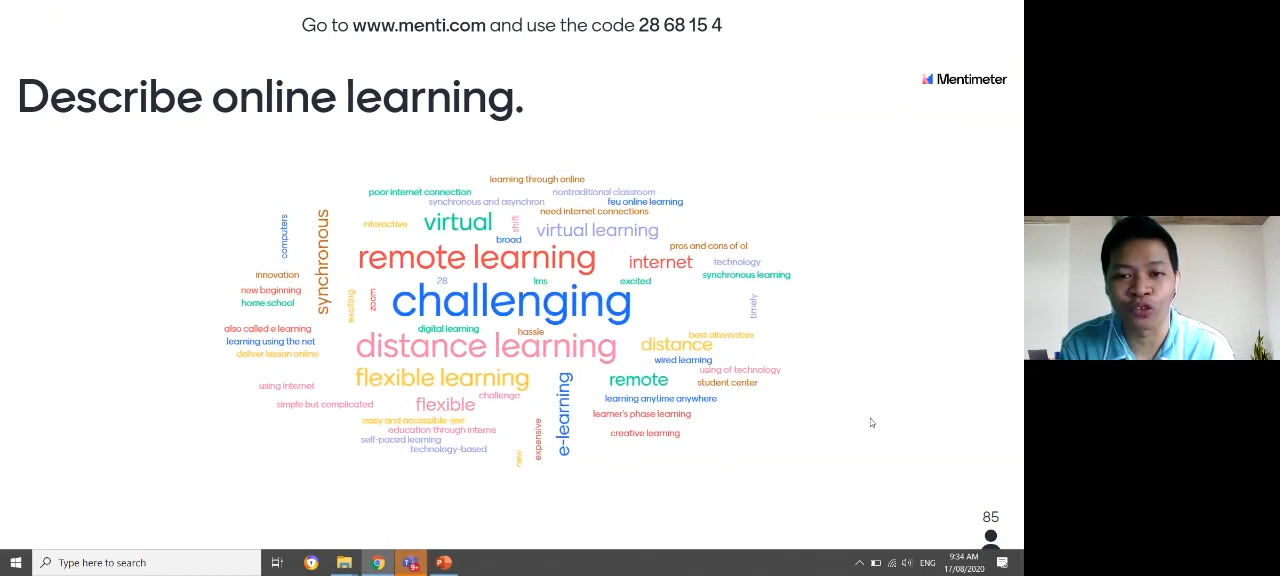 Go to www.menti.com and use the code 28 68 15 4
Mentimeter
Describe online learning.
learning through online
poor internet connection
nontraditional classroom
synchronous and asynchron
feu online learning
need internet connections
interactive
virtual
shift
virtual learning
computers
synchronous
broad
pros and cons of ol
remote learning
internet
technology
innovation
synchronous learning
28
lms
excited
new beginning
home school
exciting
zoom
challenging
timely
also called e learning
digital learning
hassle
best alternative
learning using the net
distance learning
distance
deliver lesson online
wired learning
using of technology
flexible learning
remote
student center
using internet
challenge
learning anytime anywhere
simple but complicated
flexible
e-learning
learner's phase learning
easy and accessible -jed
education through interne
creative learning
self-paced learning
expensive
technology-based
new
85
Type here to search
9+
ENG
9:34 AM
17/08/2020